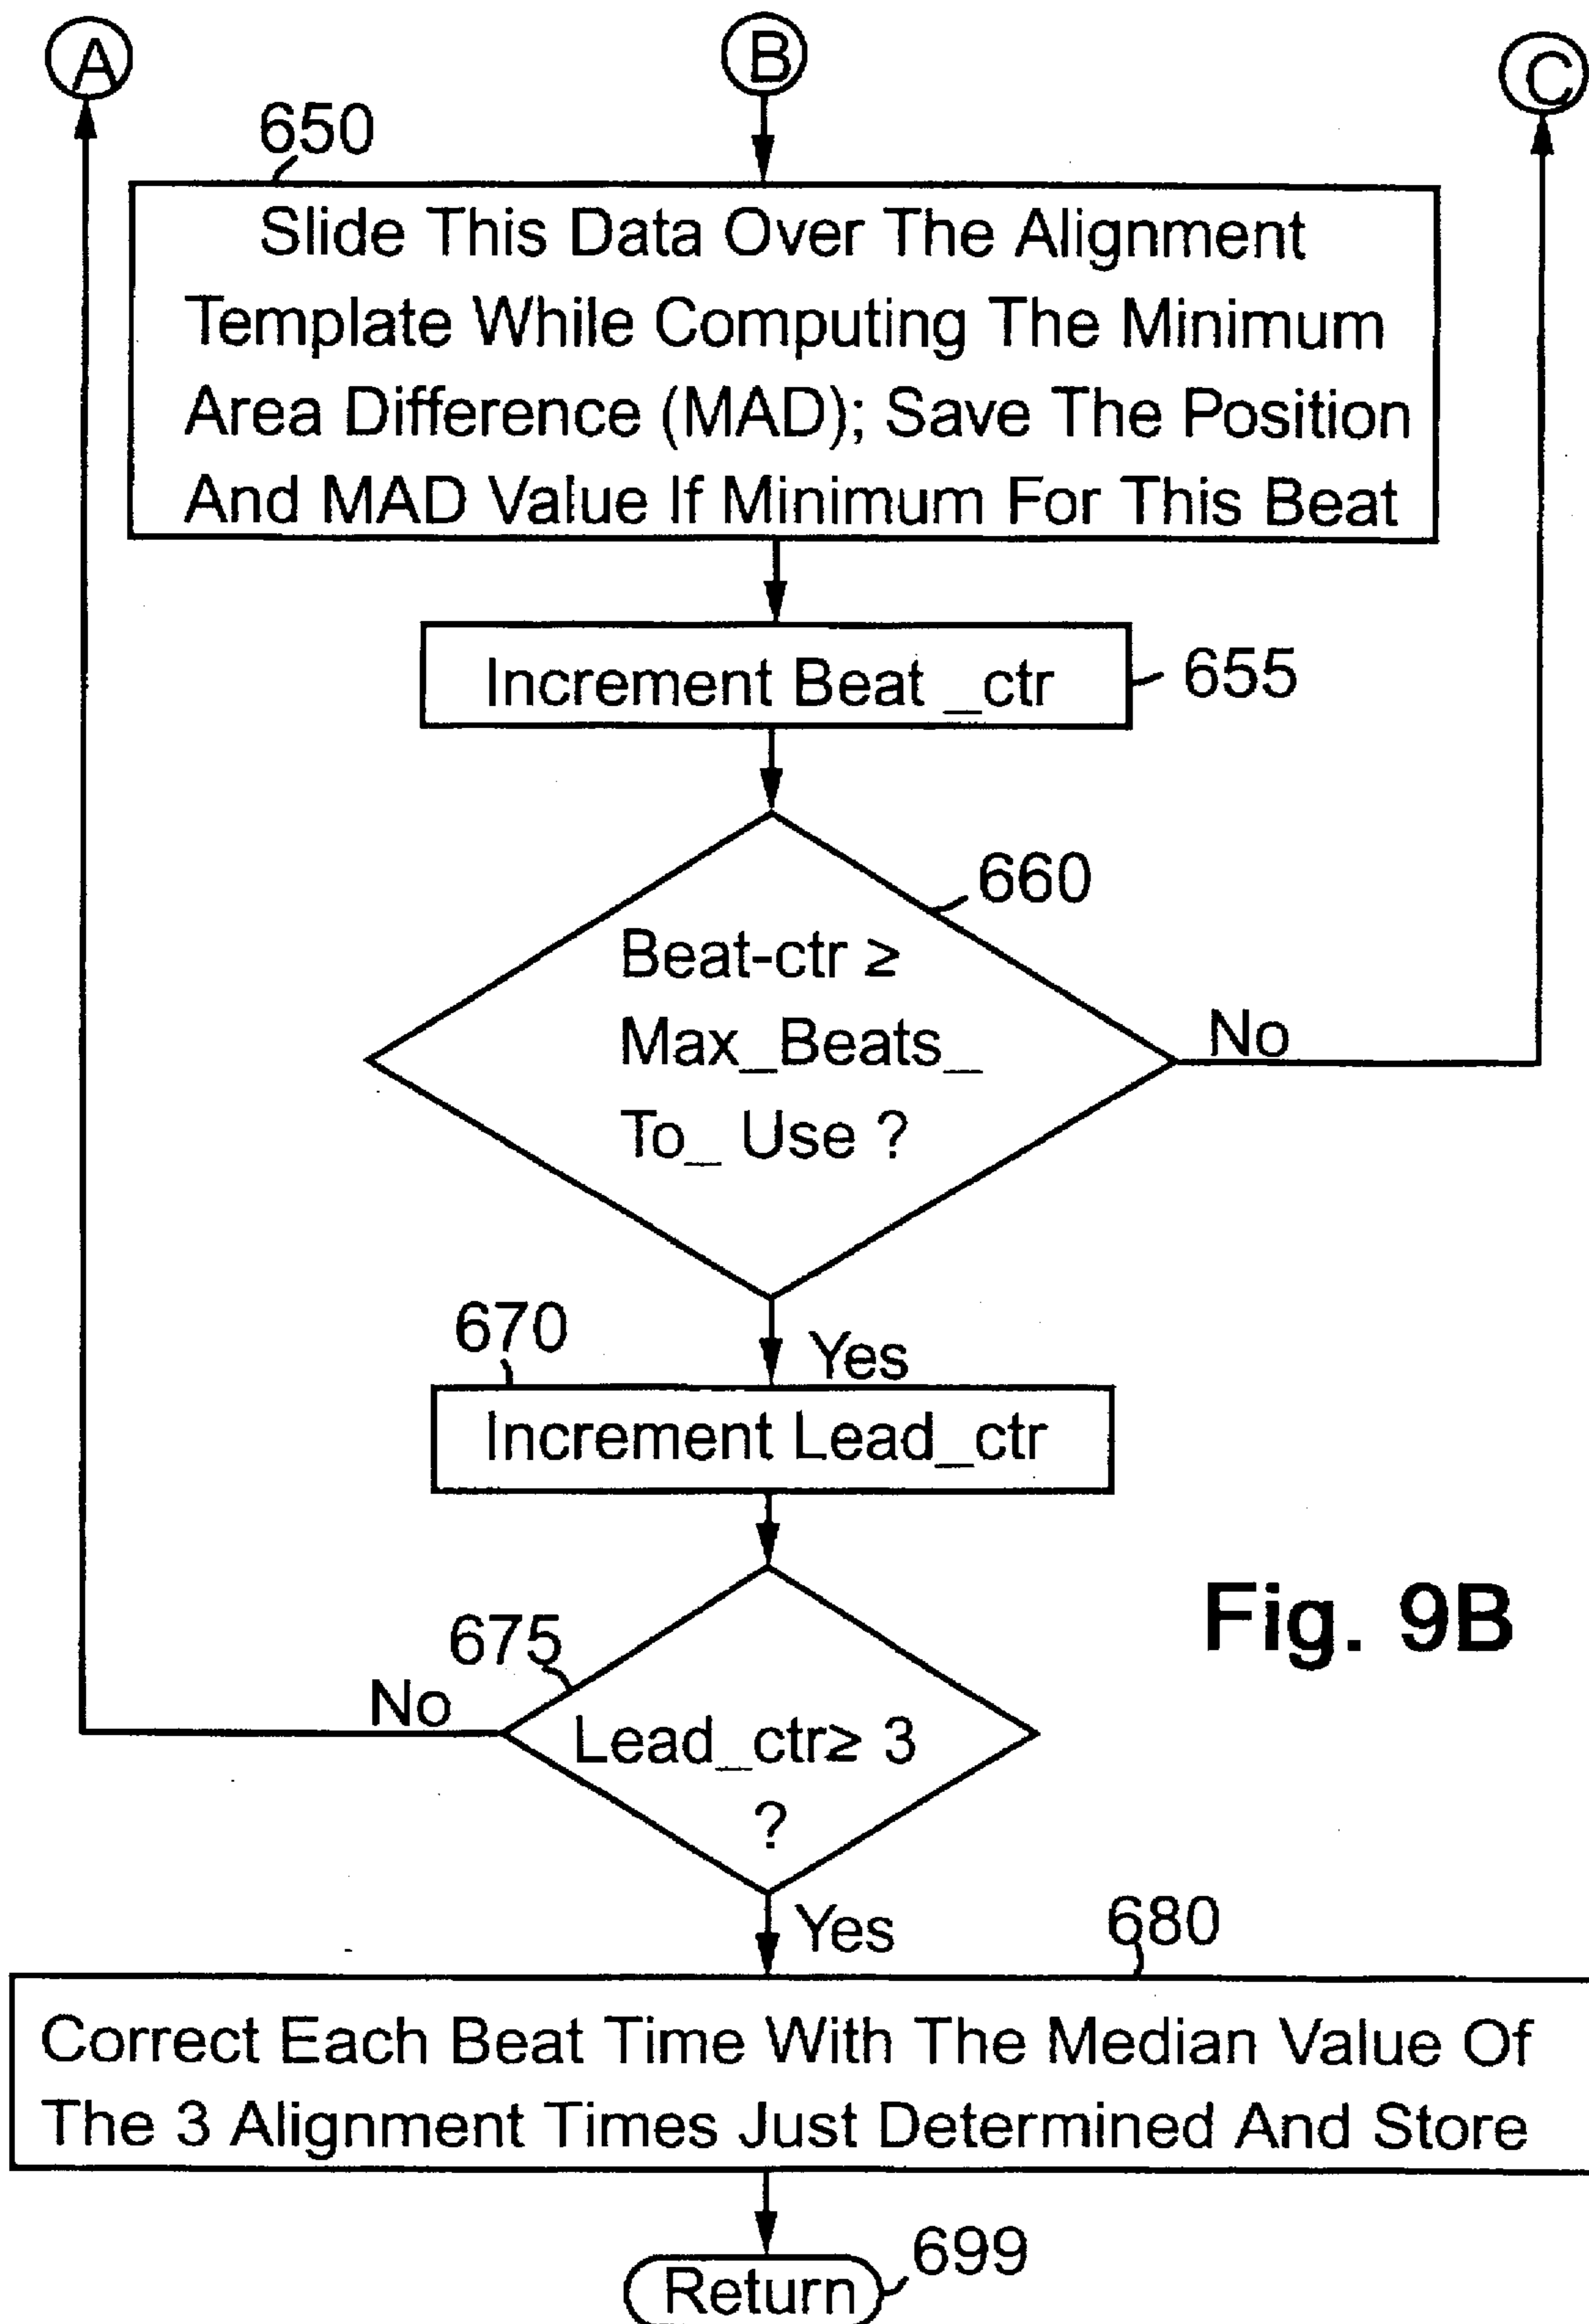 A
B
C
650
Slide This Data Over The Alignment
Template While Computing The Minimum
Area Difference (MAD); Save The Position
And MAD Value If Minimum For This Beat
Increment Beat _ctr
655
660
Beat-ctr ≥
Max_Beats_
To_ Use ?
No
Yes
670
Increment Lead_ctr
Fig. 9B
675
No
Lead_ctr≥ 3
?
Yes
680
Correct Each Beat Time With The Median Value Of
The 3 Alignment Times Just Determined And Store
Return
699